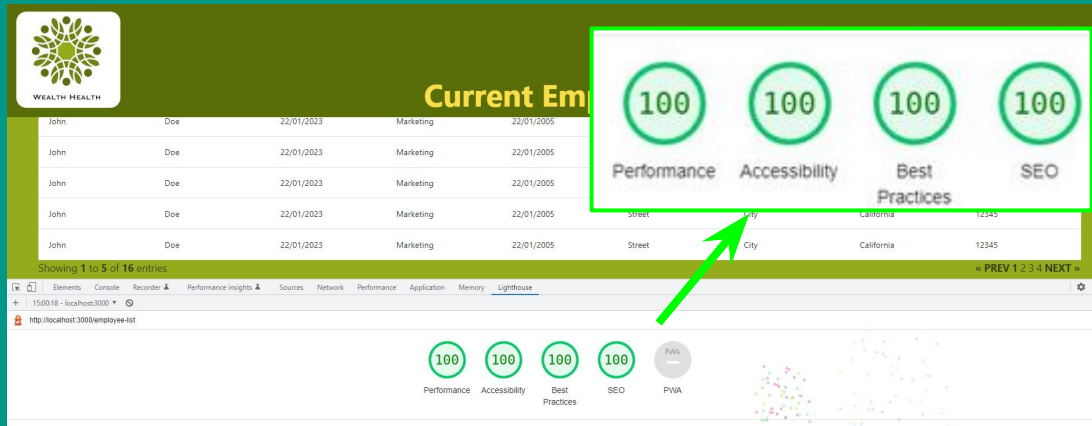 WEALTH HEALTH
Current Em
100 100 100 100
Performance Accessibility Best Practices SEO
John Doe 22/01/2023 Marketing 22/01/2005
John Doe 22/01/2023 Marketing 22/01/2005
John Doe 22/01/2023 Marketing 22/01/2005
John Doe 22/01/2023 Marketing 22/01/2005 Street City California 12345
John Doe 22/01/2023 Marketing 22/01/2005 Street City California 12345
Showing 1 to 5 of 16 entries « PREV 1 2 3 4 NEXT »
Elements Console Recorder Performance insights Sources Network Performance Application Memory Lighthouse
+ 15:00:18 - localhost:3000
http://localhost:3000/employee-list
100 100 100 100 PWA
Performance Accessibility Best Practices SEO PWA